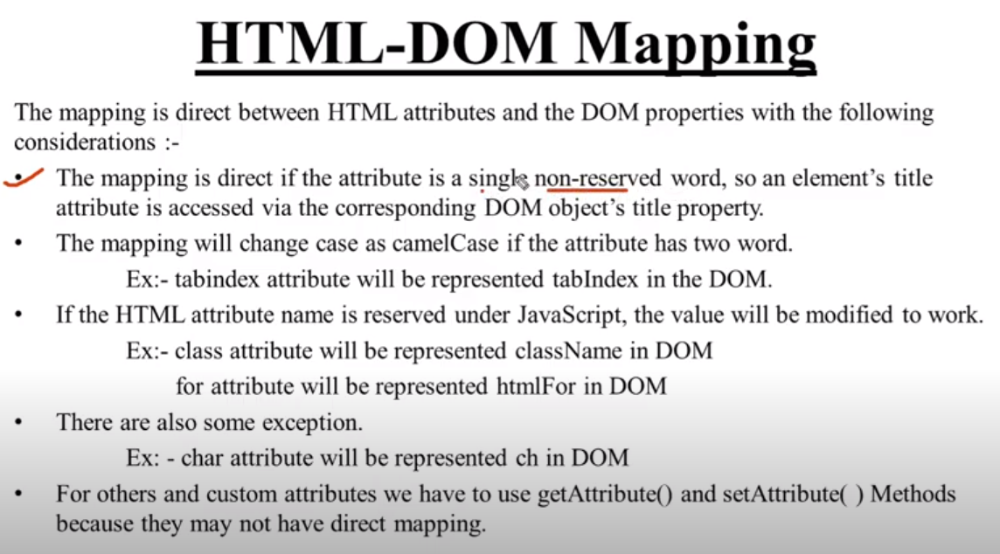 HTML-DOM Mapping
The mapping is direct between HTML attributes and the DOM properties with the following
considerations :-
• The mapping is direct if the attribute is a single non-reserved word, so an element's title
attribute is accessed via the corresponding DOM object's title property.
• The mapping will change case as camelCase if the attribute has two word.
Ex:- tabindex attribute will be represented tabIndex in the DOM.
• If the HTML attribute name is reserved under JavaScript, the value will be modified to work.
Ex:- class attribute will be represented className in DOM
for attribute will be represented htmlFor in DOM
• There are also some exception.
Ex: - char attribute will be represented ch in DOM
• For others and custom attributes we have to use getAttribute() and setAttribute( ) Methods
because they may not have direct mapping.